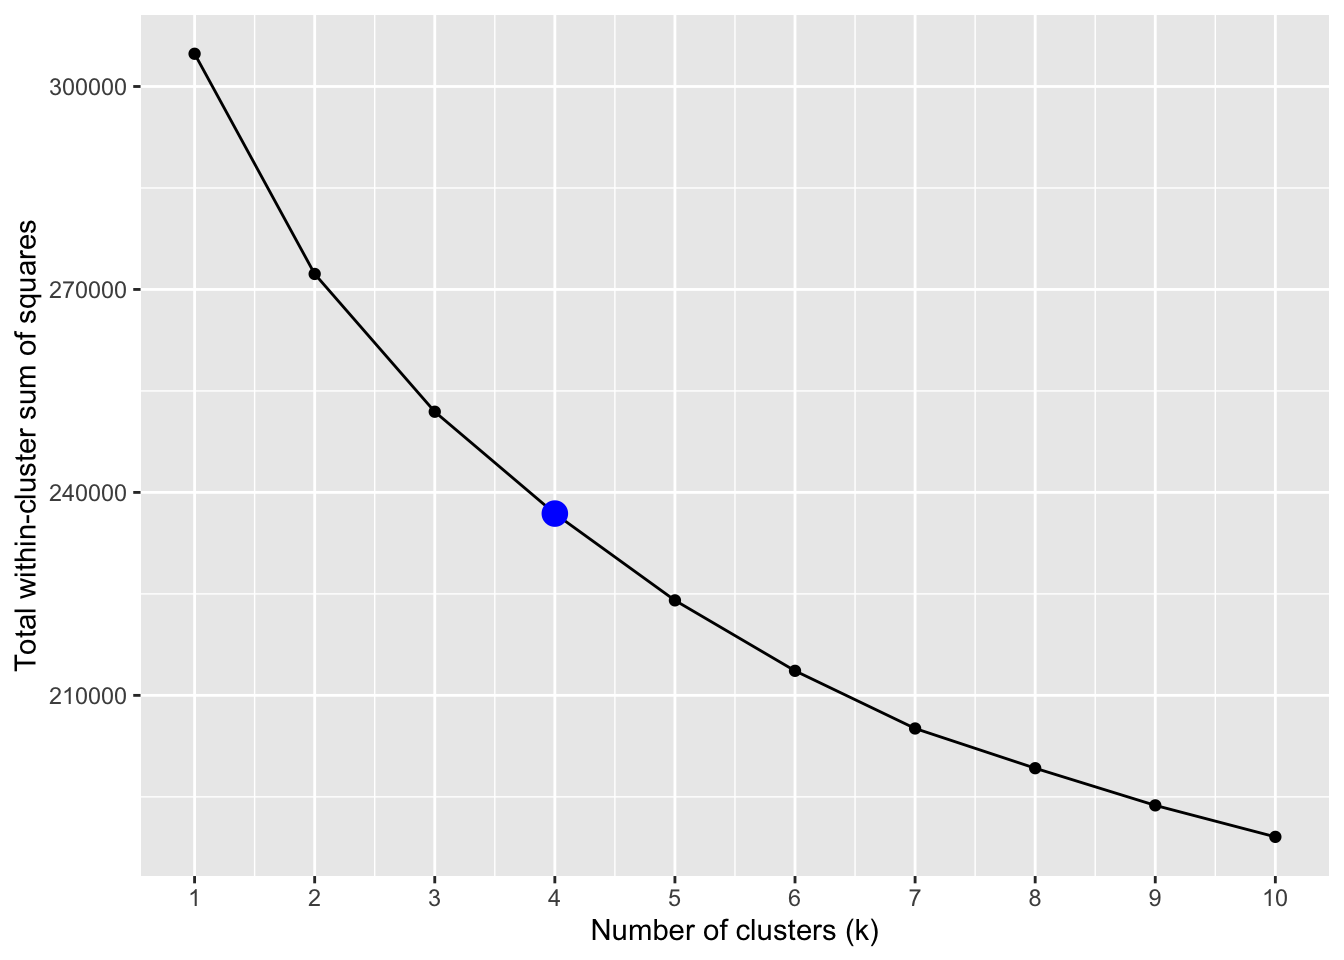 Total within-cluster sum of squares
300000
270000
240000
210000
1 2 3 4 5 6 7 8 9 10
Number of clusters (k)